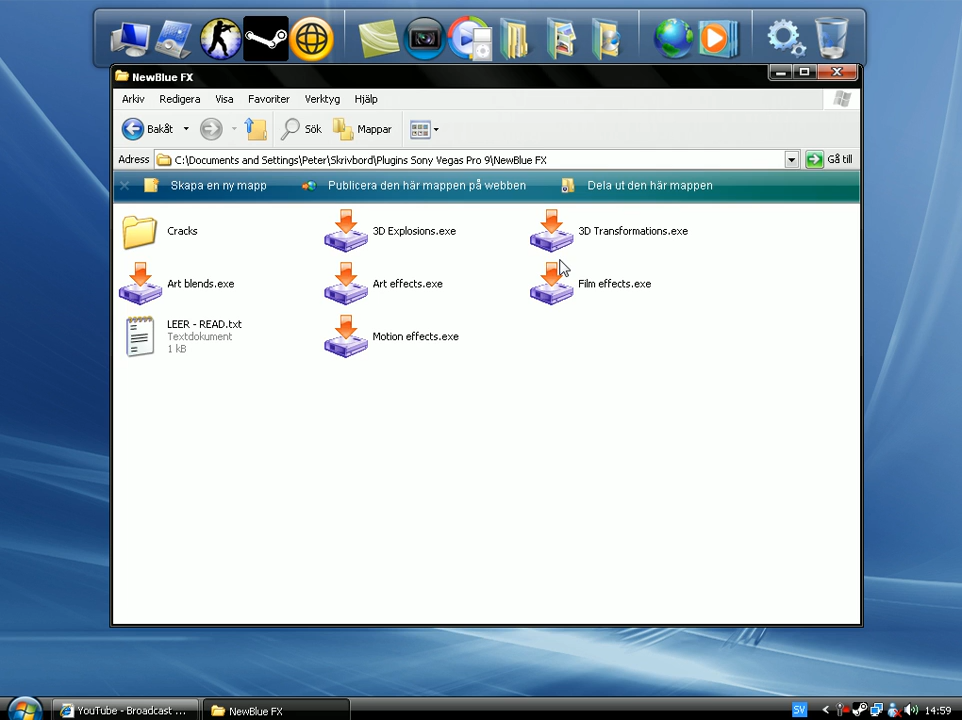 NewBlue FX
Arkiv Redigera Visa Favoriter Verktyg Hjälp
Bakåt Sök Mappar
Adress C:\Documents and Settings\Peter\Skrivbord\Plugins Sony Vegas Pro 9\NewBlue FX Gå till
Skapa en ny mapp Publicera den här mappen på webben Dela ut den här mappen
Cracks 3D Explosions.exe 3D Transformations.exe
Art blends.exe Art effects.exe Film effects.exe
LEER - READ.txt
Textdokument
1 kB
Motion effects.exe
YouTube - Broadcast ... NewBlue FX SV 14:59